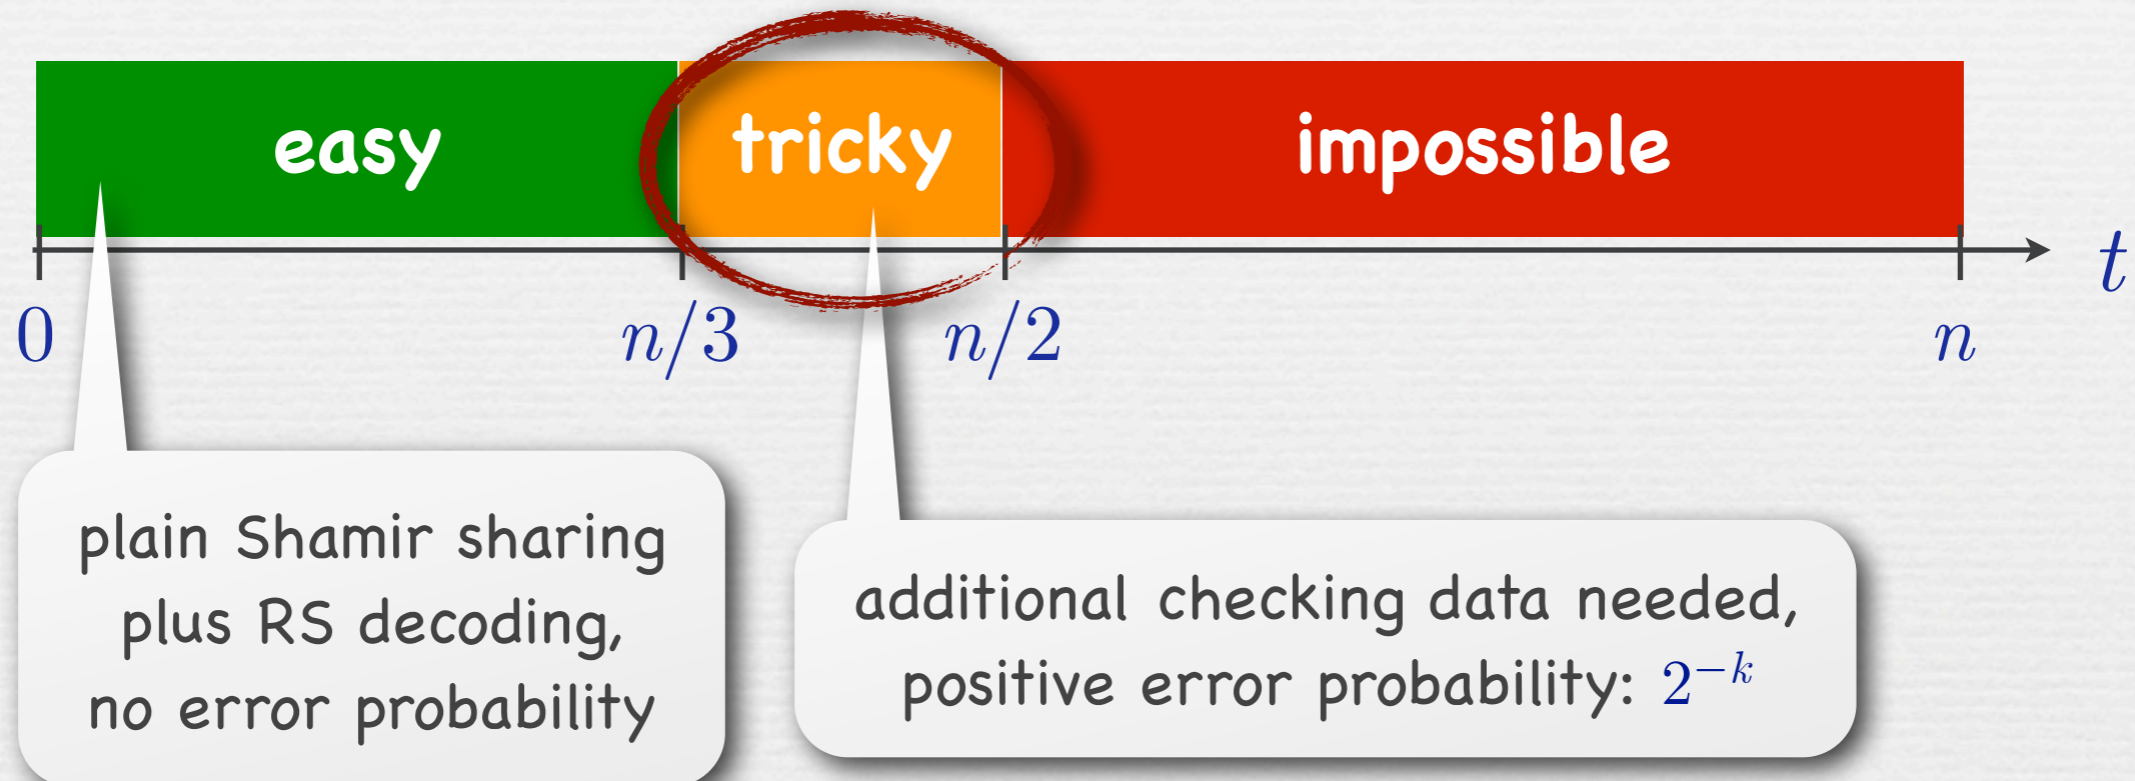 easy tricky impossible
t
0 n/3 n/2 n
plain Shamir sharing
plus RS decoding,
no error probability
additional checking data needed,
positive error probability: 2^{-k}